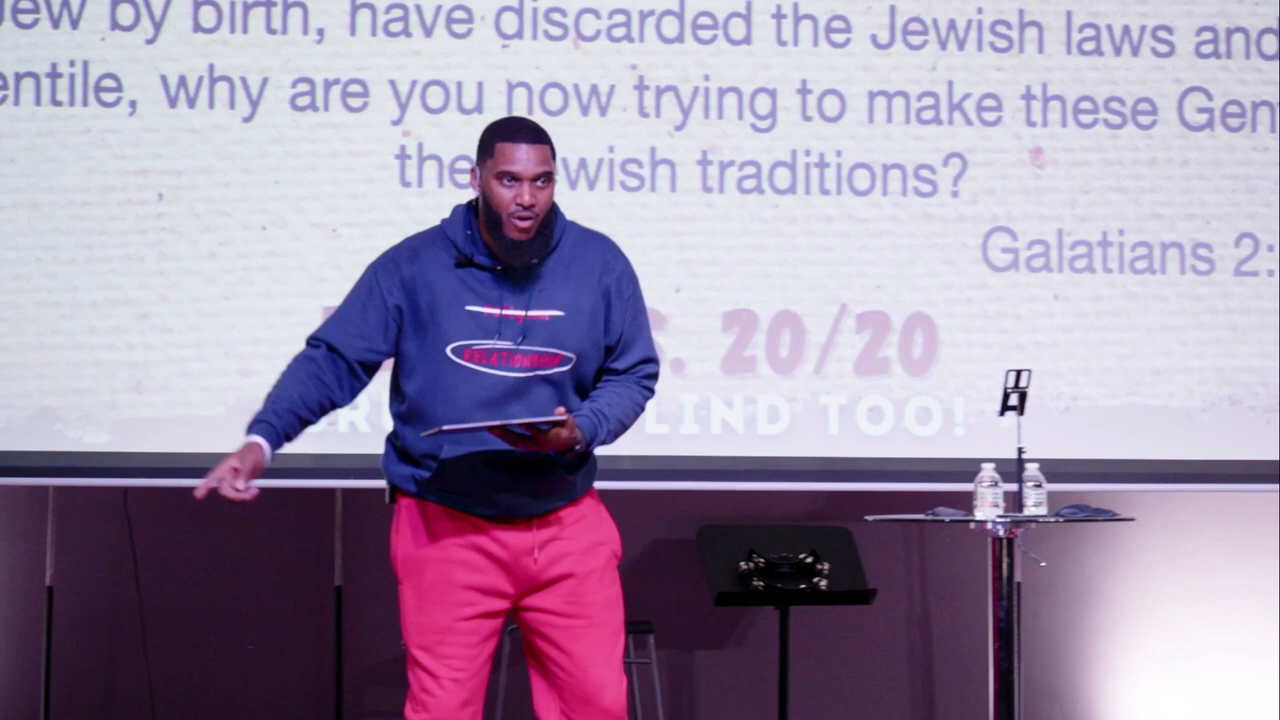 Jew by birth, have discarded the Jewish laws and
entile, why are you now trying to make these Gen
the wish traditions?
Galatians 2:
S. 20/20
LIND TOO!
RELATIONSHIP